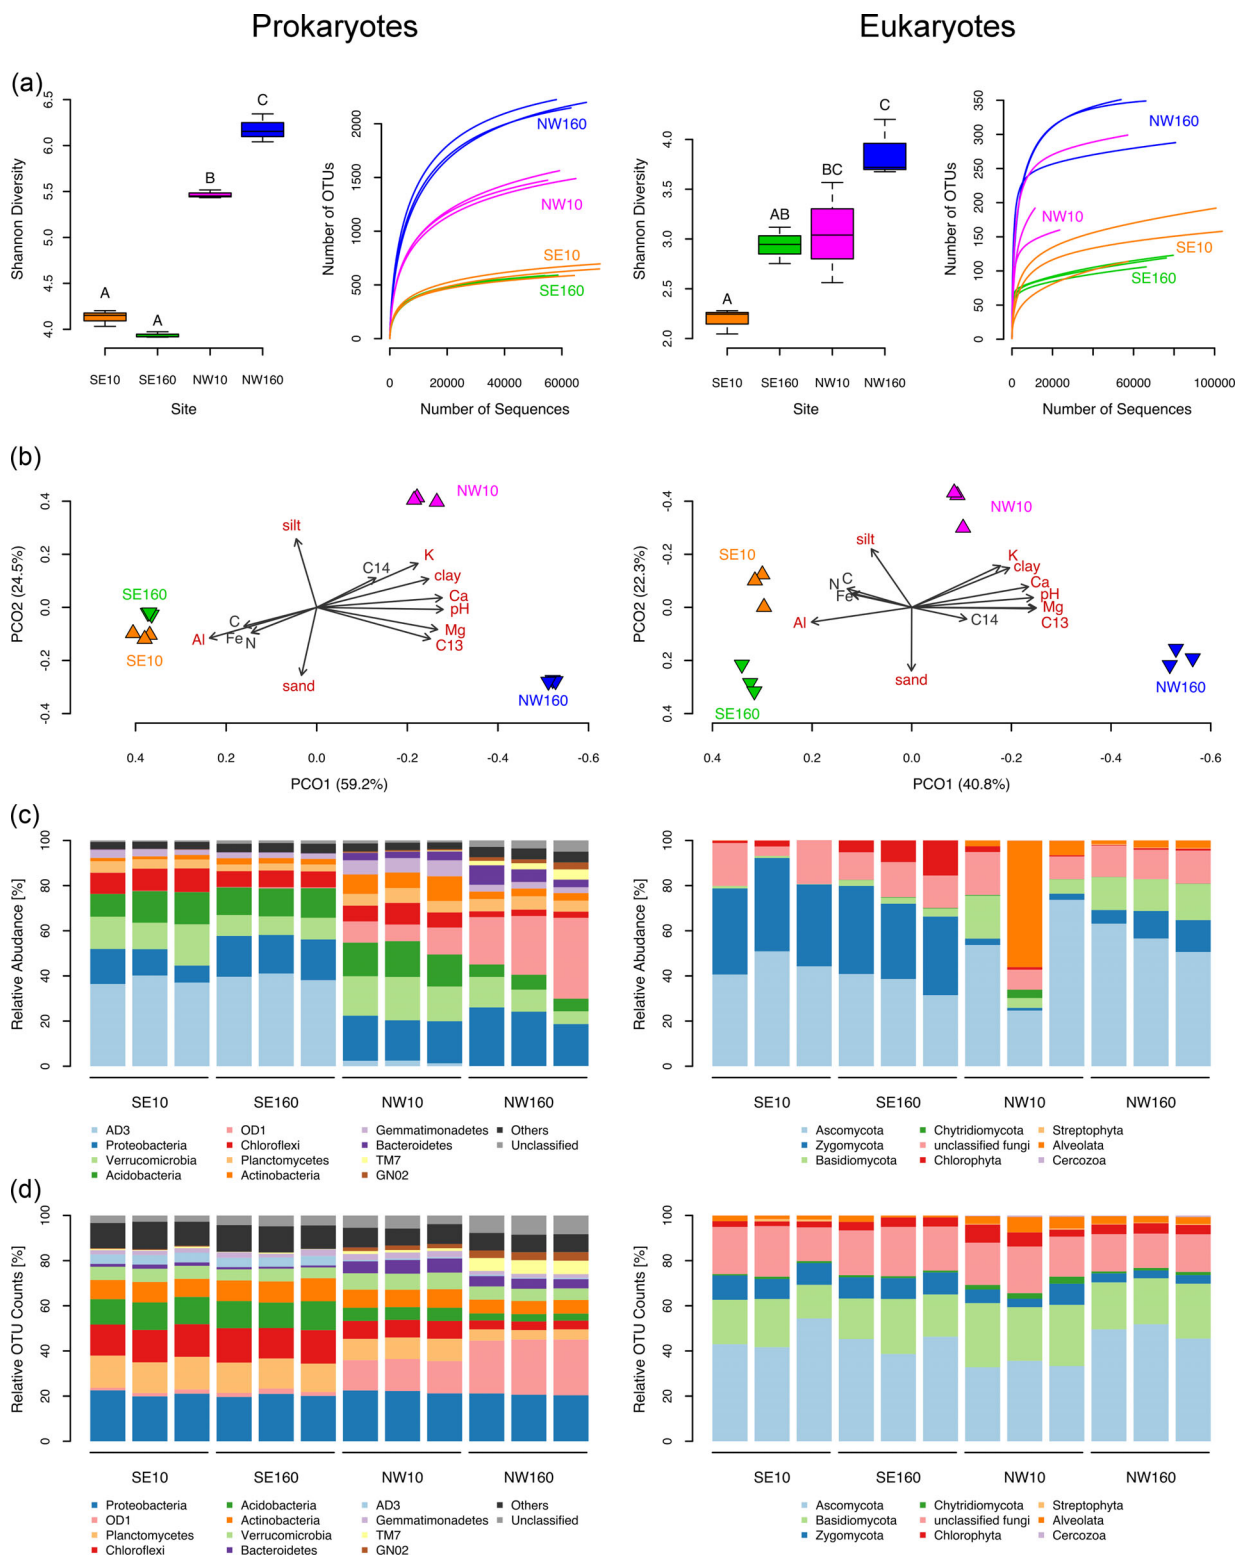 Prokaryotes
Eukaryotes
(a)
Shannon Diversity
6.5
6.0
5.5
5.0
4.5
4.0
A
A
B
C
SE10
SE160
NW10
NW160
Site
Number of OTUs
2000
1500
1000
500
0
NW160
NW10
SE10
SE160
0
20000
40000
60000
Number of Sequences
Shannon Diversity
4.0
3.5
3.0
2.5
2.0
A
AB
BC
C
SE10
SE160
NW10
NW160
Site
Number of OTUs
350
300
250
200
150
100
50
0
NW160
NW10
SE10
SE160
0
20000
60000
100000
Number of Sequences
(b)
PCO2 (24.5%)
0.4
0.2
0.0
-0.2
-0.4
NW10
silt
K
C14
clay
Ca
pH
Mg
C13
SE160
C
Al
Fe
N
SE10
sand
NW160
0.4
0.2
0.0
-0.2
-0.4
-0.6
PCO1 (59.2%)
PCO2 (22.3%)
-0.4
-0.2
0.0
0.2
0.4
NW10
silt
K
clay
SE10
C
N
Fe
Ca
pH
Mg
Al
C14
C13
sand
SE160
NW160
0.4
0.2
0.0
-0.2
-0.4
-0.6
PCO1 (40.8%)
(c)
Relative Abudance [%]
100
80
60
40
20
0
SE10
SE160
NW10
NW160
AD3
Proteobacteria
Verrucomicrobia
Acidobacteria
OD1
Chloroflexi
Planctomycetes
Actinobacteria
Gemmatimonadetes
Bacteroidetes
TM7
GN02
Others
Unclassified
Relative Abudance [%]
100
80
60
40
20
0
SE10
SE160
NW10
NW160
Ascomycota
Zygomycota
Basidiomycota
Chytridiomycota
unclassified fungi
Chlorophyta
Streptophyta
Alveolata
Cercozoa
(d)
Relative OTU Counts [%]
100
80
60
40
20
0
SE10
SE160
NW10
NW160
Proteobacteria
OD1
Planctomycetes
Chloroflexi
Acidobacteria
Actinobacteria
Verrucomicrobia
Bacteroidetes
AD3
Gemmatimonadetes
TM7
GN02
Others
Unclassified
Relative OTU Counts [%]
100
80
60
40
20
0
SE10
SE160
NW10
NW160
Ascomycota
Basidiomycota
Zygomycota
Chytridiomycota
unclassified fungi
Chlorophyta
Streptophyta
Alveolata
Cercozoa